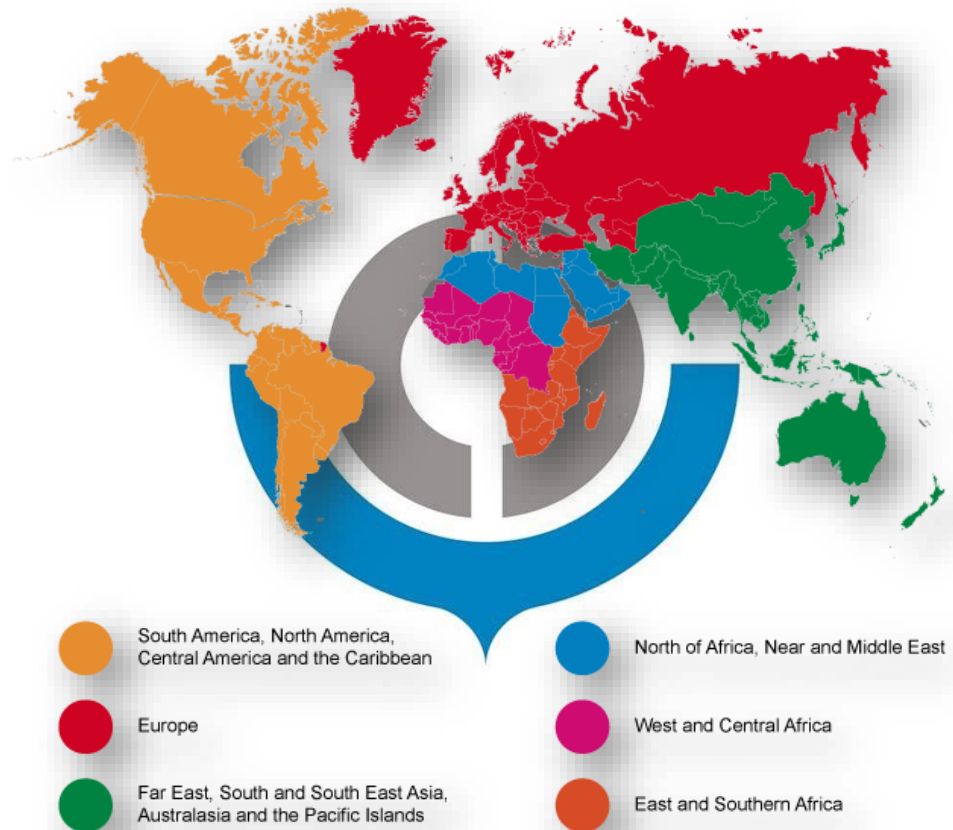 South America, North America,
Central America and the Caribbean
Europe
Far East, South and South East Asia,
Australasia and the Pacific Islands
North of Africa, Near and Middle East
West and Central Africa
East and Southern Africa